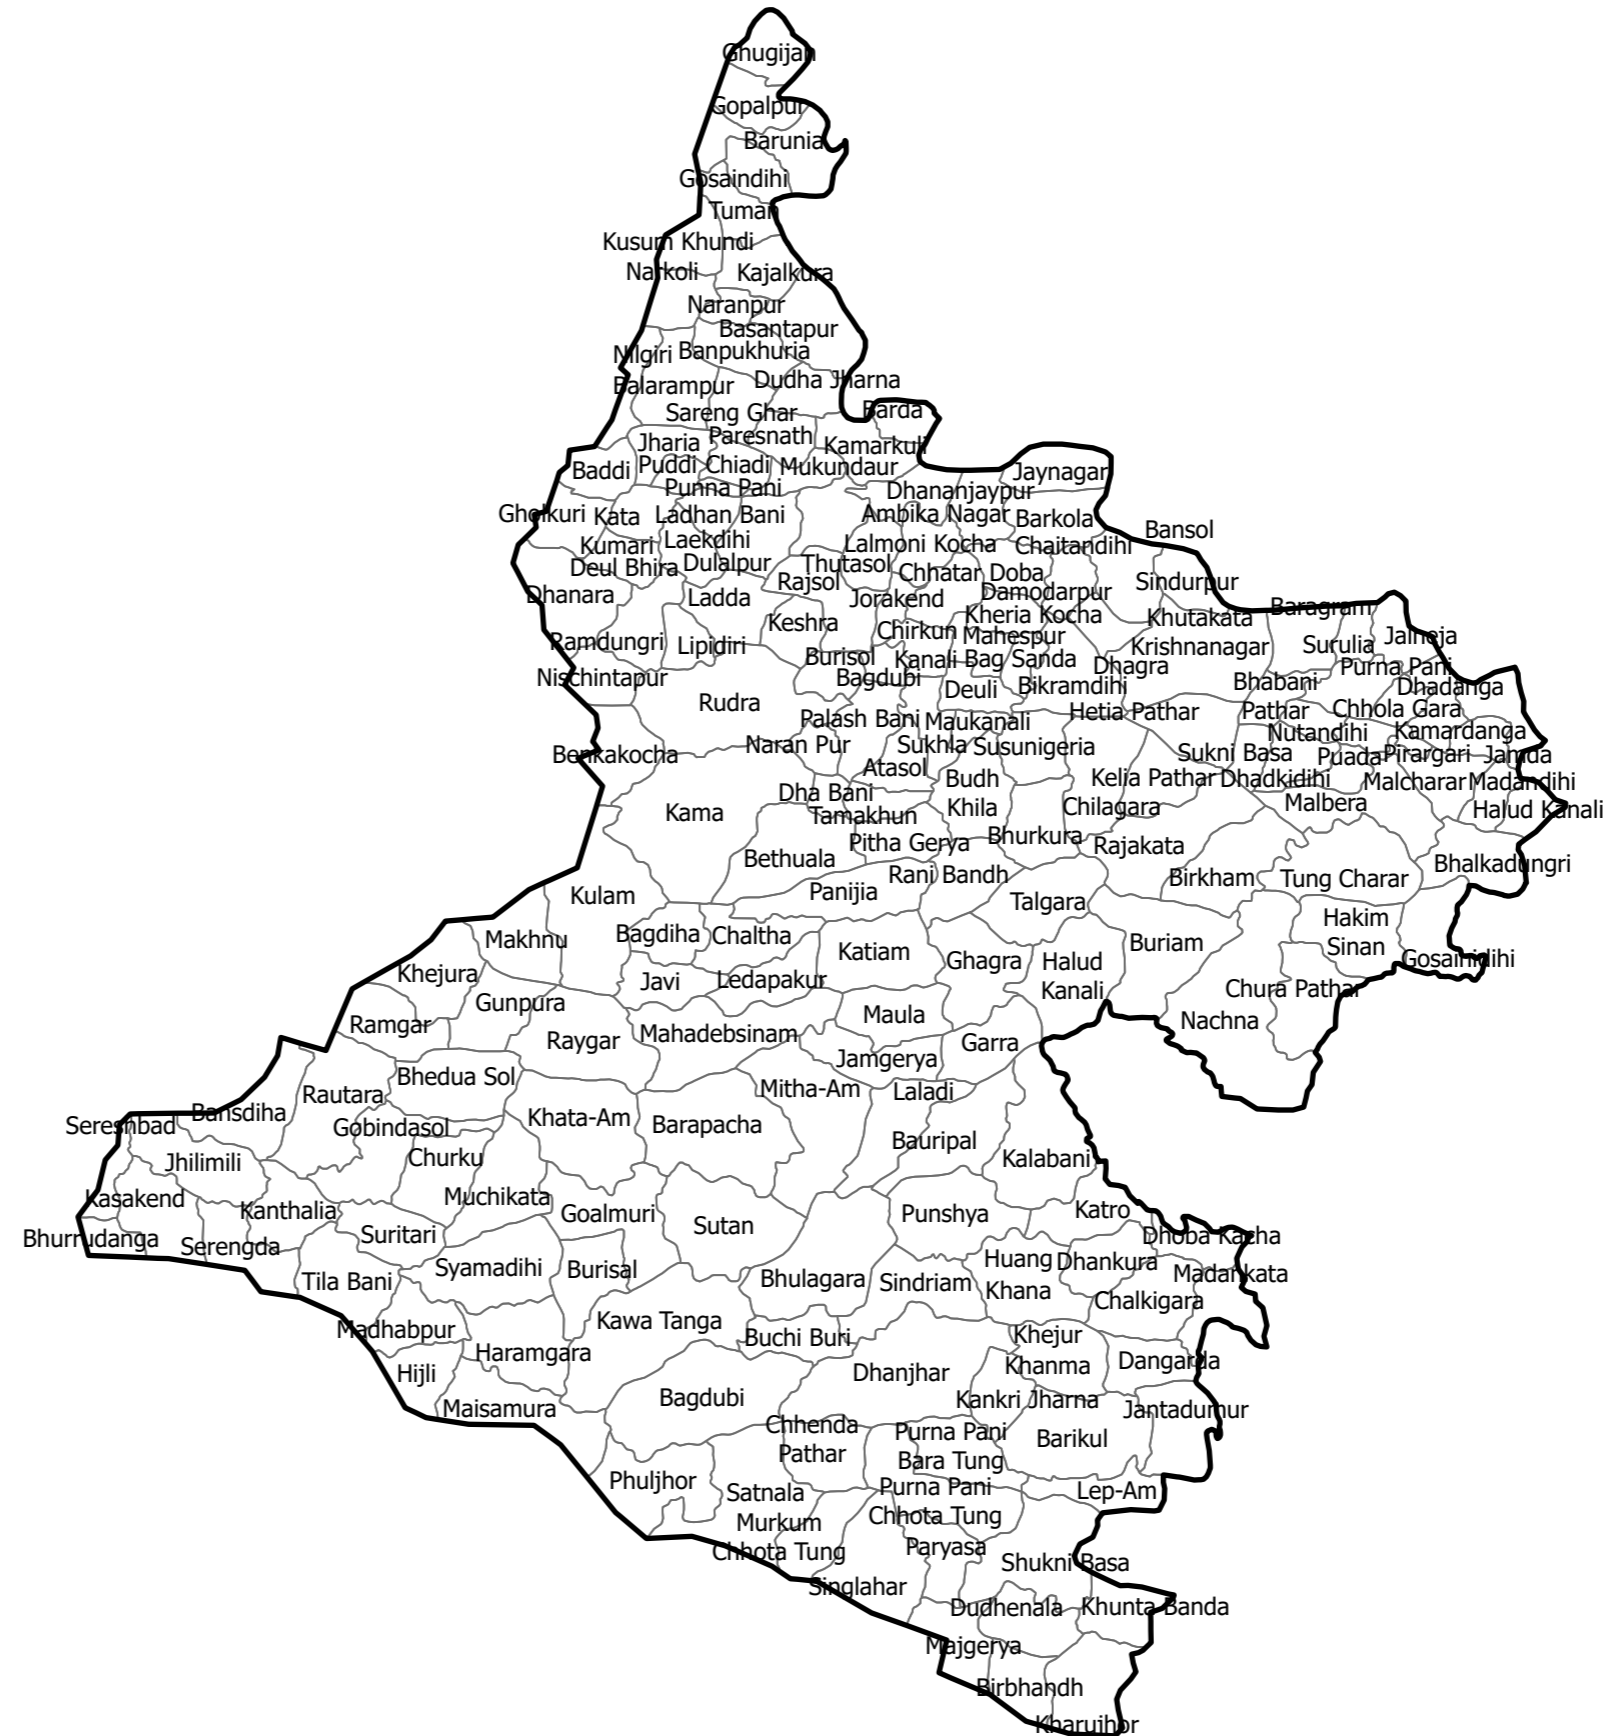 Ghugijan
Gopalpur
Barunia
Gosaindihi
Tuman
Kusum Khundi
Narkoli
Kajalkura
Naranpur
Basantapur
Nilgiri
Banpukhuria
Balarampur
Dudha Jharna
Sareng Ghar
Barda
Jharia
Paresnath
Kamarkuli
Baddi
Puddi
Chiadi
Mukundaur
Jaynagar
Punna Pani
Dhananjaypur
Gholkuri
Kata
Ladhan Bani
Ambika Nagar
Barkola
Bansol
Kumari
Laekdihi
Lalmoni Kocha
Chaitandihi
Deul Bhira
Dulalpur
Thutasol
Rajsol
Chhatar Doba
Sindurpur
Dhanara
Ladda
Jorakend
Damodarpur
Baragram
Keshra
Kheria Kocha
Khutakata
Ramdungri
Lipidiri
Chirkun
Mahespur
Krishnanagar
Surulia
Jalneja
Burisol
Kanali
Bag Sanda
Dhagra
Purna Pani
Nischintapur
Bagdubi
Deuli
Bikramdihi
Bhabani
Pathar
Dhadanga
Rudra
Palash Bani
Maukanali
Hetia Pathar
Chhola Gara
Naran Pur
Sukhla
Susunigeria
Nutandihi
Kamardanga
Benkakocha
Atasol
Sukni Basa
Puada
Pirargari
Jamda
Dha Bani
Budh
Khila
Kelia Pathar
Dhadkidihi
Malcharar
Madandihi
Kama
Tamakhun
Chilagara
Malbera
Halud Kanali
Pitha Gerya
Bhurkura
Rajakata
Bethuala
Rani Bandh
Birkham
Tung Charar
Bhalkadungri
Kulam
Panijia
Talgara
Hakim
Sinan
Makhnu
Bagdiha
Chaltha
Katiam
Ghagra
Halud
Kanali
Buriam
Gosainidihi
Khejura
Javi
Ledapakur
Chura Pathar
Gunpura
Maula
Nachna
Ramgar
Raygar
Mahadebsinam
Jamgerya
Garra
Bhedua Sol
Mitha-Am
Laladi
Rautara
Sereshbad
Bansdiha
Gobindasol
Khata-Am
Barapacha
Bauripal
Jhilimili
Churku
Kalabani
Kasakend
Kanthalia
Muchikata
Goalmuri
Sutan
Punshya
Katro
Bhurrudanga
Serengda
Suritari
Dhoba Kacha
Tila Bani
Syamadihi
Burisal
Bhulagara
Sindriam
Huang
Khana
Dhankura
Madankata
Chalkigara
Madhabpur
Kawa Tanga
Buchi Buri
Khejur
Khanma
Haramgara
Hijli
Dhanjhar
Dangarda
Maisamura
Bagdubi
Kankri Jharna
Jantadumur
Chhenda
Pathar
Purna Pani
Bara Tung
Barikul
Phuljhor
Satnala
Purna Pani
Chhota Tung
Lep-Am
Murkum
Chhota Tung
Paryasa
Shukni Basa
Singlahar
Dudhenala
Khunta Banda
Majgerya
Birbhandh
Kharujhor